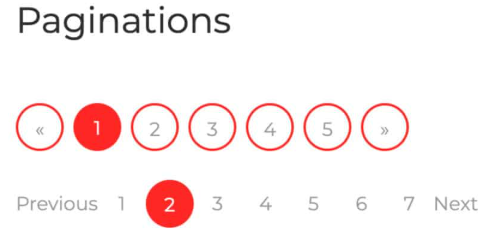 Paginations
« 1 2 3 4 5 »
Previous 1 2 3 4 5 6 7 Next